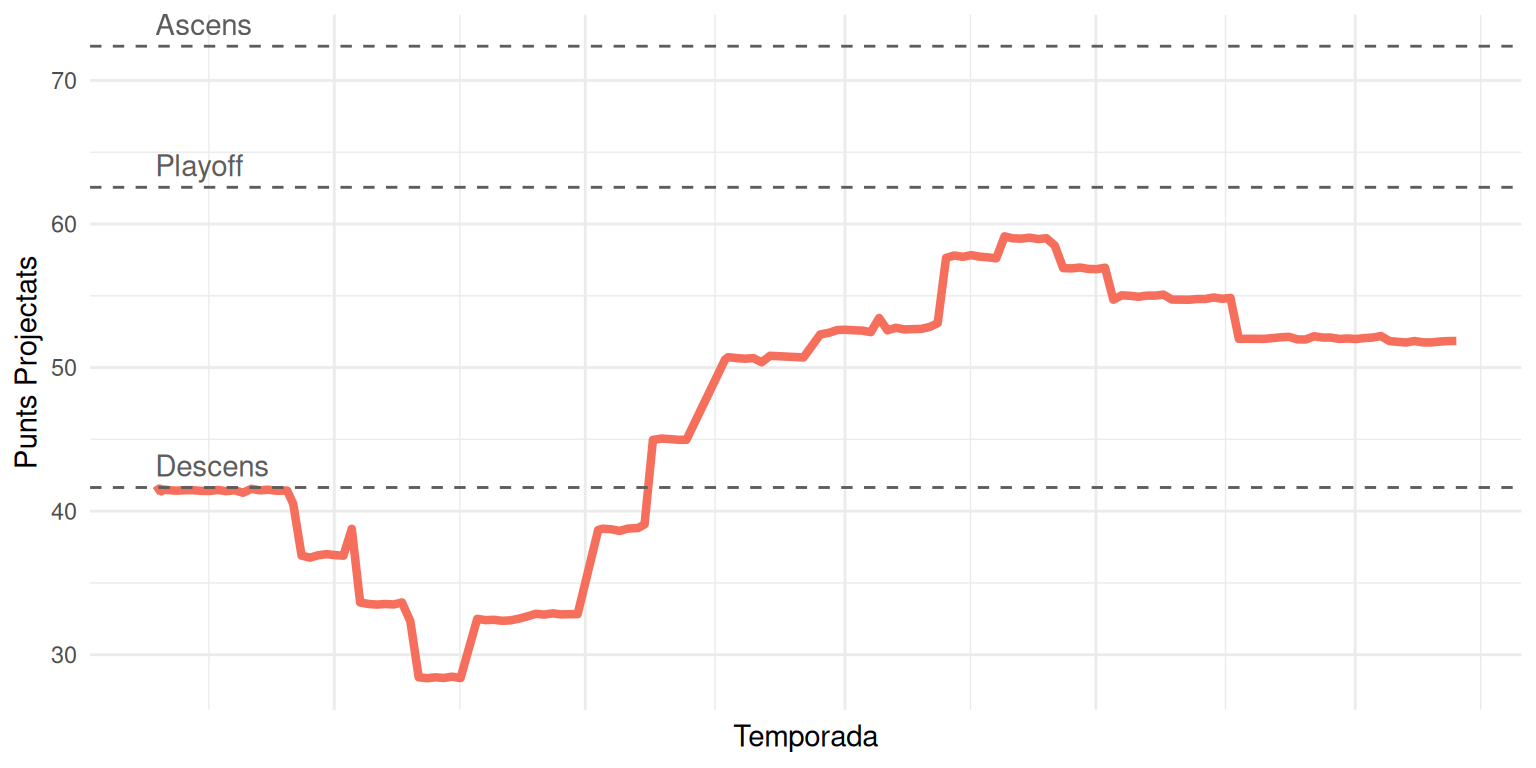 Ascens
70
Playoff
60
Punts Projectats
50
Descens
40
30
Temporada